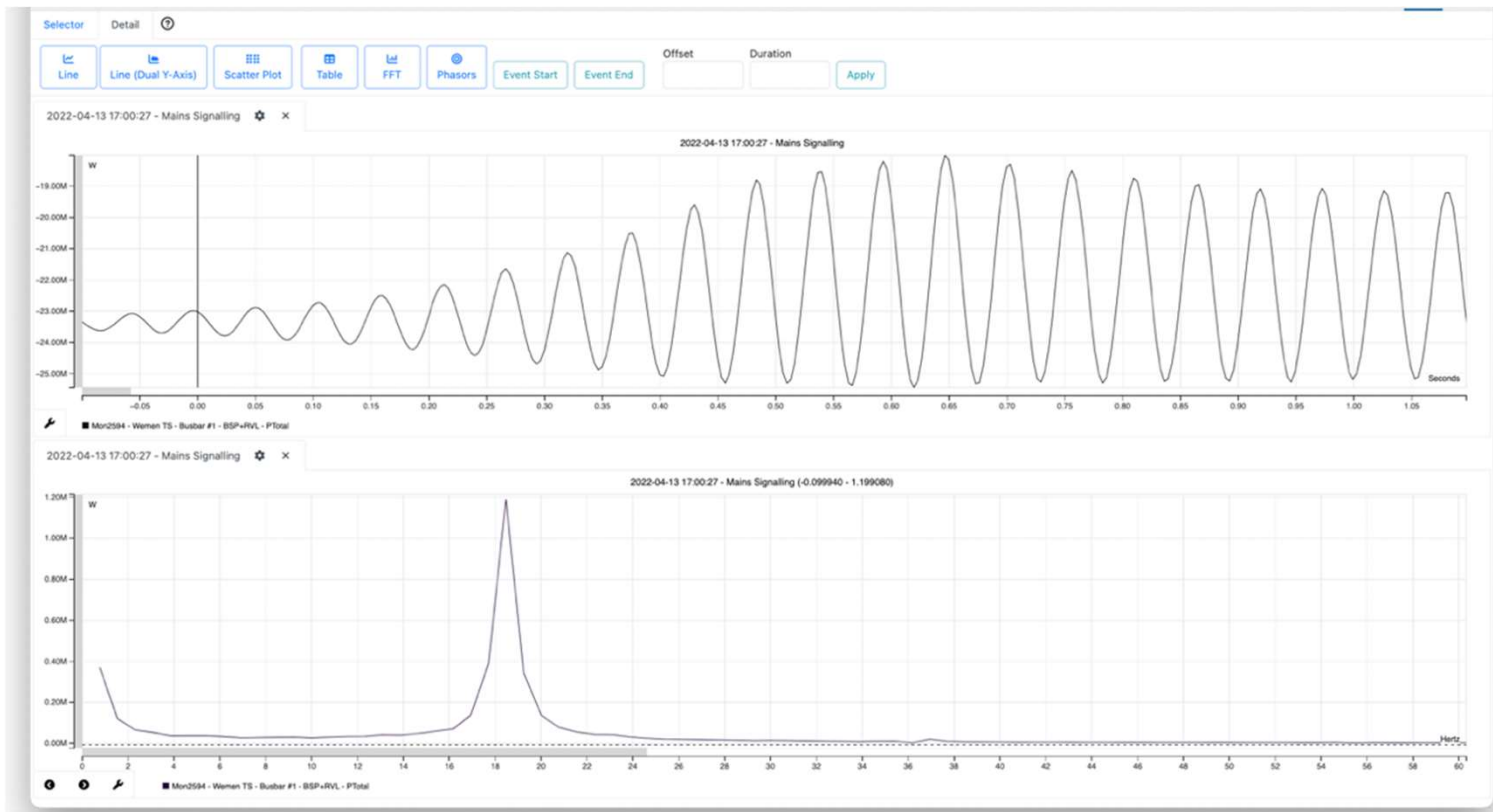 Selector Detail
Offset Duration
Line Line (Dual Y-Axis) Scatter Plot Table FFT Phasors Event Start Event End Apply
2022-04-13 17:00:27 - Mains Signalling
2022-04-13 17:00:27 - Mains Signalling
W
-19.00M
-20.00M
-21.00M
-22.00M
-23.00M
-24.00M
-25.00M
Seconds
-0.05 0.00 0.05 0.10 0.15 0.20 0.25 0.30 0.35 0.40 0.45 0.50 0.55 0.60 0.65 0.70 0.75 0.80 0.85 0.90 0.95 1.00 1.05
Mon2594 - Wemen TS - Busbar #1 - BSP+RVL - PTotal
2022-04-13 17:00:27 - Mains Signalling
2022-04-13 17:00:27 - Mains Signalling (-0.099940 - 1.199080)
1.20M
W
1.00M
0.80M
0.60M
0.40M
0.20M
0.00M
Hertz
0 2 4 6 8 10 12 14 16 18 20 22 24 26 28 30 32 34 36 38 40 42 44 46 48 50 52 54 56 58 60
Mon2594 - Wemen TS - Busbar #1 - BSP+RVL - PTotal